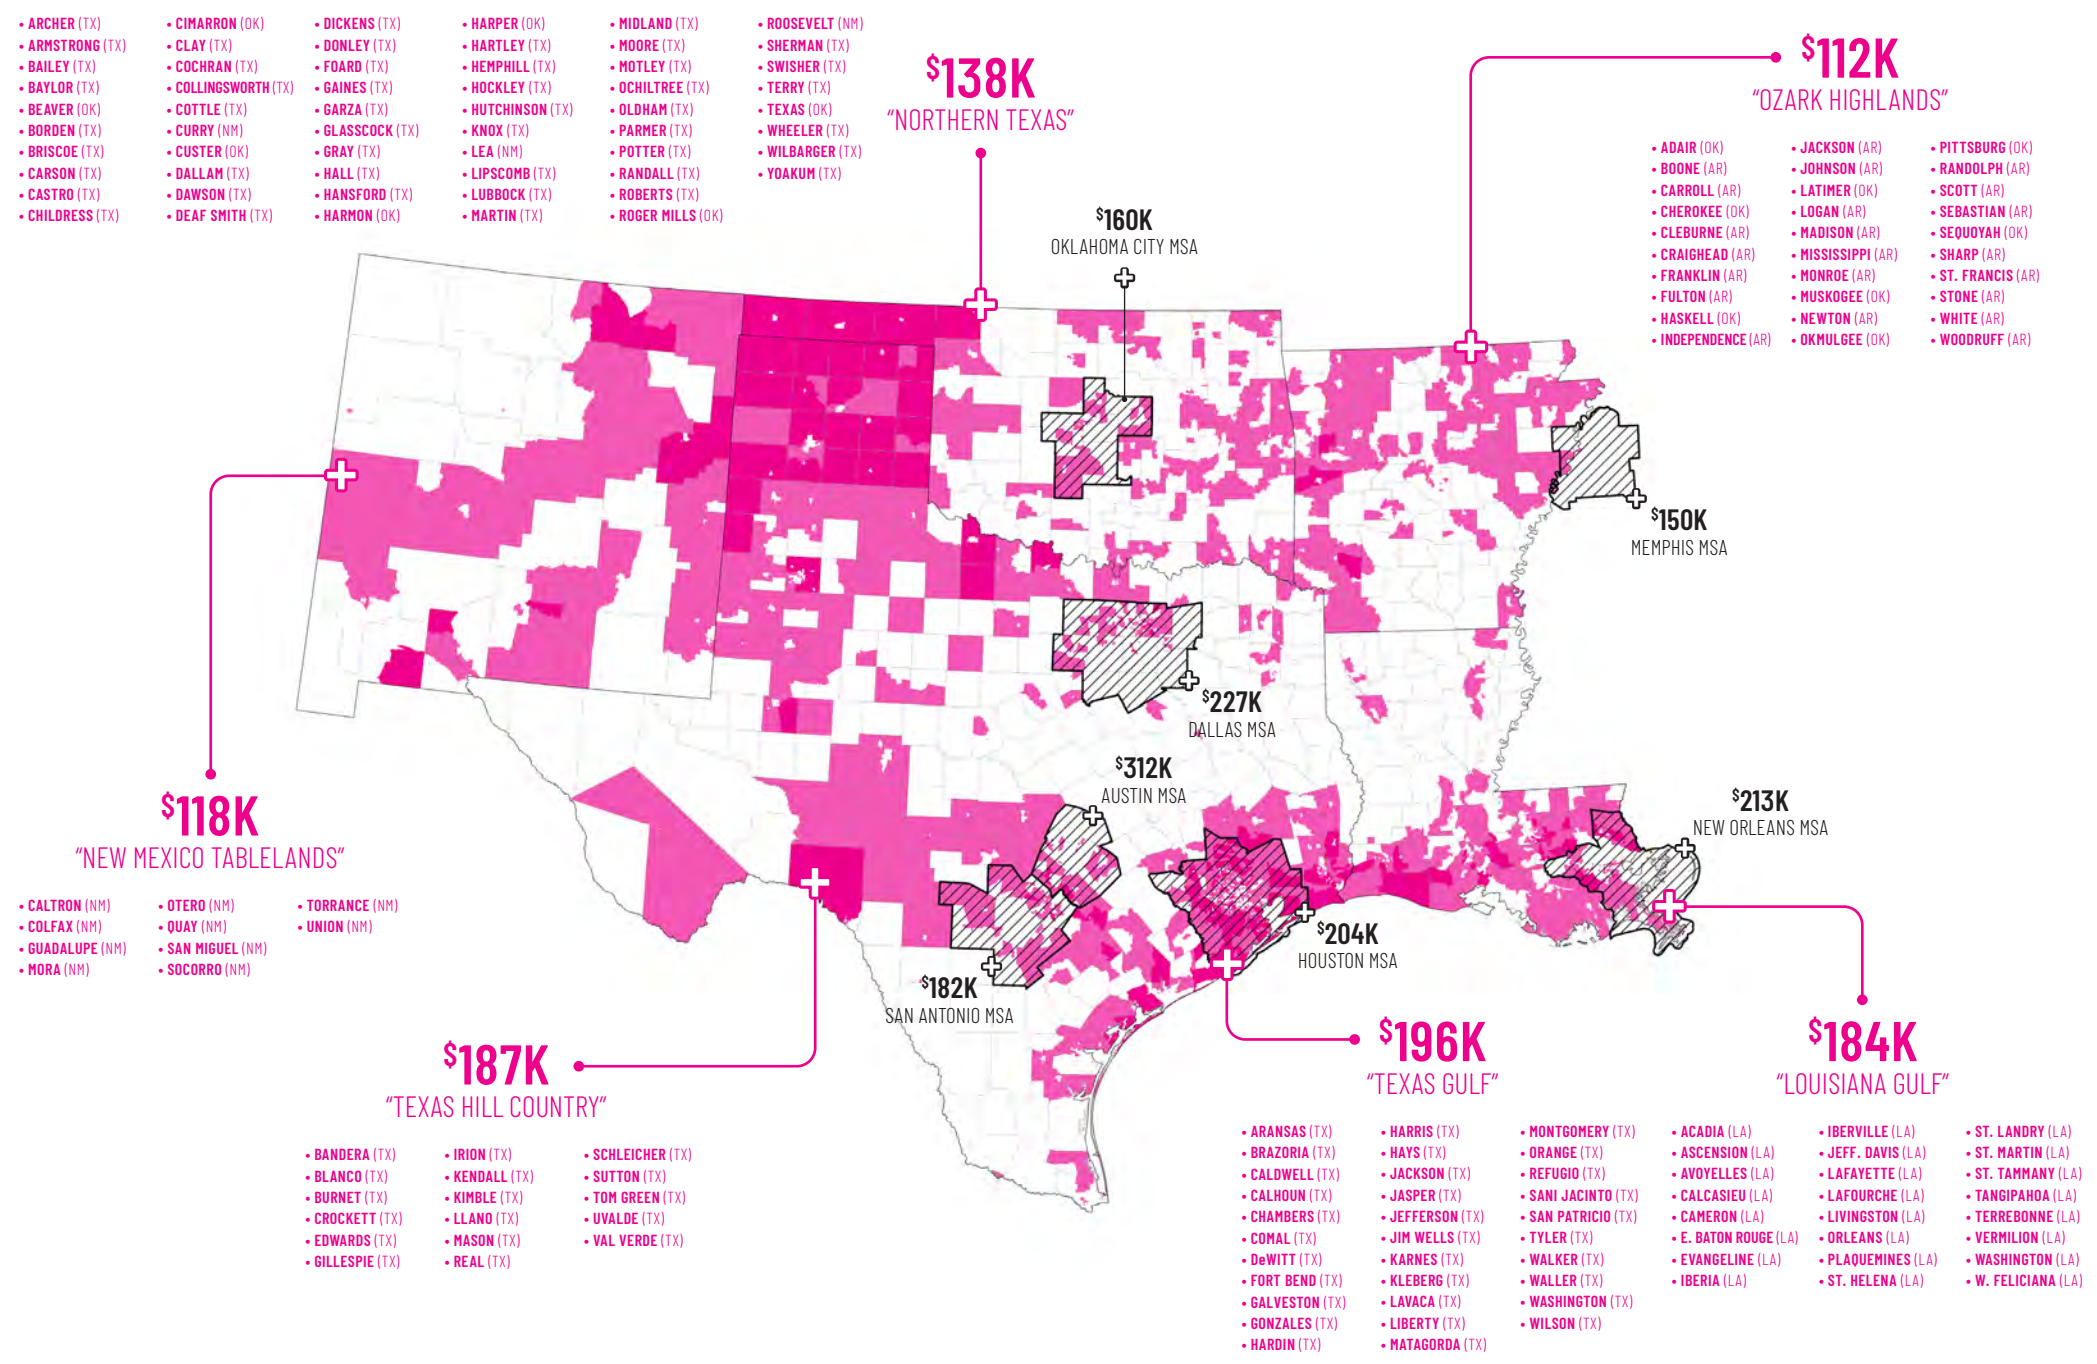 • ARCHER (TX)
• ARMSTRONG (TX)
• BAILEY (TX)
• BAYLOR (TX)
• BEAVER (OK)
• BORDEN (TX)
• BRISCOE (TX)
• CARSON (TX)
• CASTRO (TX)
• CHILDRESS (TX)
• CIMARRON (OK)
• CLAY (TX)
• COCHRAN (TX)
• COLLINGSWORTH (TX)
• COTTLE (TX)
• CURRY (NM)
• CUSTER (OK)
• DALLAM (TX)
• DAWSON (TX)
• DEAF SMITH (TX)
• DICKENS (TX)
• DONLEY (TX)
• FOARD (TX)
• GAINES (TX)
• GARZA (TX)
• GLASSCOCK (TX)
• GRAY (TX)
• HALL (TX)
• HANSFORD (TX)
• HARMON (OK)
• HARPER (OK)
• HARTLEY (TX)
• HEMPHILL (TX)
• HOCKLEY (TX)
• HUTCHINSON (TX)
• KNOX (TX)
• LEA (NM)
• LIPSCOMB (TX)
• LUBBOCK (TX)
• MARTIN (TX)
• MIDLAND (TX)
• MOORE (TX)
• MOTLEY (TX)
• OCHILTREE (TX)
• OLDHAM (TX)
• PARMER (TX)
• POTTER (TX)
• RANDALL (TX)
• ROBERTS (TX)
• ROGER MILLS (OK)
• ROOSEVELT (NM)
• SHERMAN (TX)
• SWISHER (TX)
• TERRY (TX)
• TEXAS (OK)
• WHEELER (TX)
• WILBARGER (TX)
• YOAKUM (TX)
$138K
“NORTHERN TEXAS”
$112K
“OZARK HIGHLANDS”
• ADAIR (OK)
• BOONE (AR)
• CARROLL (AR)
• CHEROKEE (OK)
• CLEBURNE (AR)
• CRAIGHEAD (AR)
• FRANKLIN (AR)
• FULTON (AR)
• HASKELL (OK)
• INDEPENDENCE (AR)
• JACKSON (AR)
• JOHNSON (AR)
• LATIMER (OK)
• LOGAN (AR)
• MADISON (AR)
• MISSISSIPPI (AR)
• MONROE (AR)
• MUSKOGEE (OK)
• NEWTON (AR)
• OKMULGEE (OK)
• PITTSBURG (OK)
• RANDOLPH (AR)
• SCOTT (AR)
• SEBASTIAN (AR)
• SEQUOYAH (OK)
• SHARP (AR)
• ST. FRANCIS (AR)
• STONE (AR)
• WHITE (AR)
• WOODRUFF (AR)
$160K
OKLAHOMA CITY MSA
$150K
MEMPHIS MSA
$227K
DALLAS MSA
$312K
AUSTIN MSA
$213K
NEW ORLEANS MSA
$204K
HOUSTON MSA
$182K
SAN ANTONIO MSA
$118K
“NEW MEXICO TABLELANDS”
• CALTRON (NM)
• COLFAX (NM)
• GUADALUPE (NM)
• MORA (NM)
• OTERO (NM)
• QUAY (NM)
• SAN MIGUEL (NM)
• SOCORRO (NM)
• TORRANCE (NM)
• UNION (NM)
$187K
“TEXAS HILL COUNTRY”
• BANDERA (TX)
• BLANCO (TX)
• BURNET (TX)
• CROCKETT (TX)
• EDWARDS (TX)
• GILLESPIE (TX)
• IRION (TX)
• KENDALL (TX)
• KIMBLE (TX)
• LLANO (TX)
• MASON (TX)
• REAL (TX)
• SCHLEICHER (TX)
• SUTTON (TX)
• TOM GREEN (TX)
• UVALDE (TX)
• VAL VERDE (TX)
$196K
“TEXAS GULF”
• ARANSAS (TX)
• BRAZORIA (TX)
• CALDWELL (TX)
• CALHOUN (TX)
• CHAMBERS (TX)
• COMAL (TX)
• DeWITT (TX)
• FORT BEND (TX)
• GALVESTON (TX)
• GONZALES (TX)
• HARDIN (TX)
• HARRIS (TX)
• HAYS (TX)
• JACKSON (TX)
• JASPER (TX)
• JEFFERSON (TX)
• JIM WELLS (TX)
• KARNES (TX)
• KLEBERG (TX)
• LAVACA (TX)
• LIBERTY (TX)
• MATAGORDA (TX)
• MONTGOMERY (TX)
• ORANGE (TX)
• REFUGIO (TX)
• SANI JACINTO (TX)
• SAN PATRICIO (TX)
• TYLER (TX)
• WALKER (TX)
• WALLER (TX)
• WASHINGTON (TX)
• WILSON (TX)
$184K
“LOUISIANA GULF”
• ACADIA (LA)
• ASCENSION (LA)
• AVOYELLES (LA)
• CALCASIEU (LA)
• CAMERON (LA)
• E. BATON ROUGE (LA)
• EVANGELINE (LA)
• IBERIA (LA)
• IBERVILLE (LA)
• JEFF. DAVIS (LA)
• LAFAYETTE (LA)
• LAFOURCHE (LA)
• LIVINGSTON (LA)
• ORLEANS (LA)
• PLAQUEMINES (LA)
• ST. HELENA (LA)
• ST. LANDRY (LA)
• ST. MARTIN (LA)
• ST. TAMMANY (LA)
• TANGIPAHOA (LA)
• TERREBONNE (LA)
• VERMILION (LA)
• WASHINGTON (LA)
• W. FELICIANA (LA)